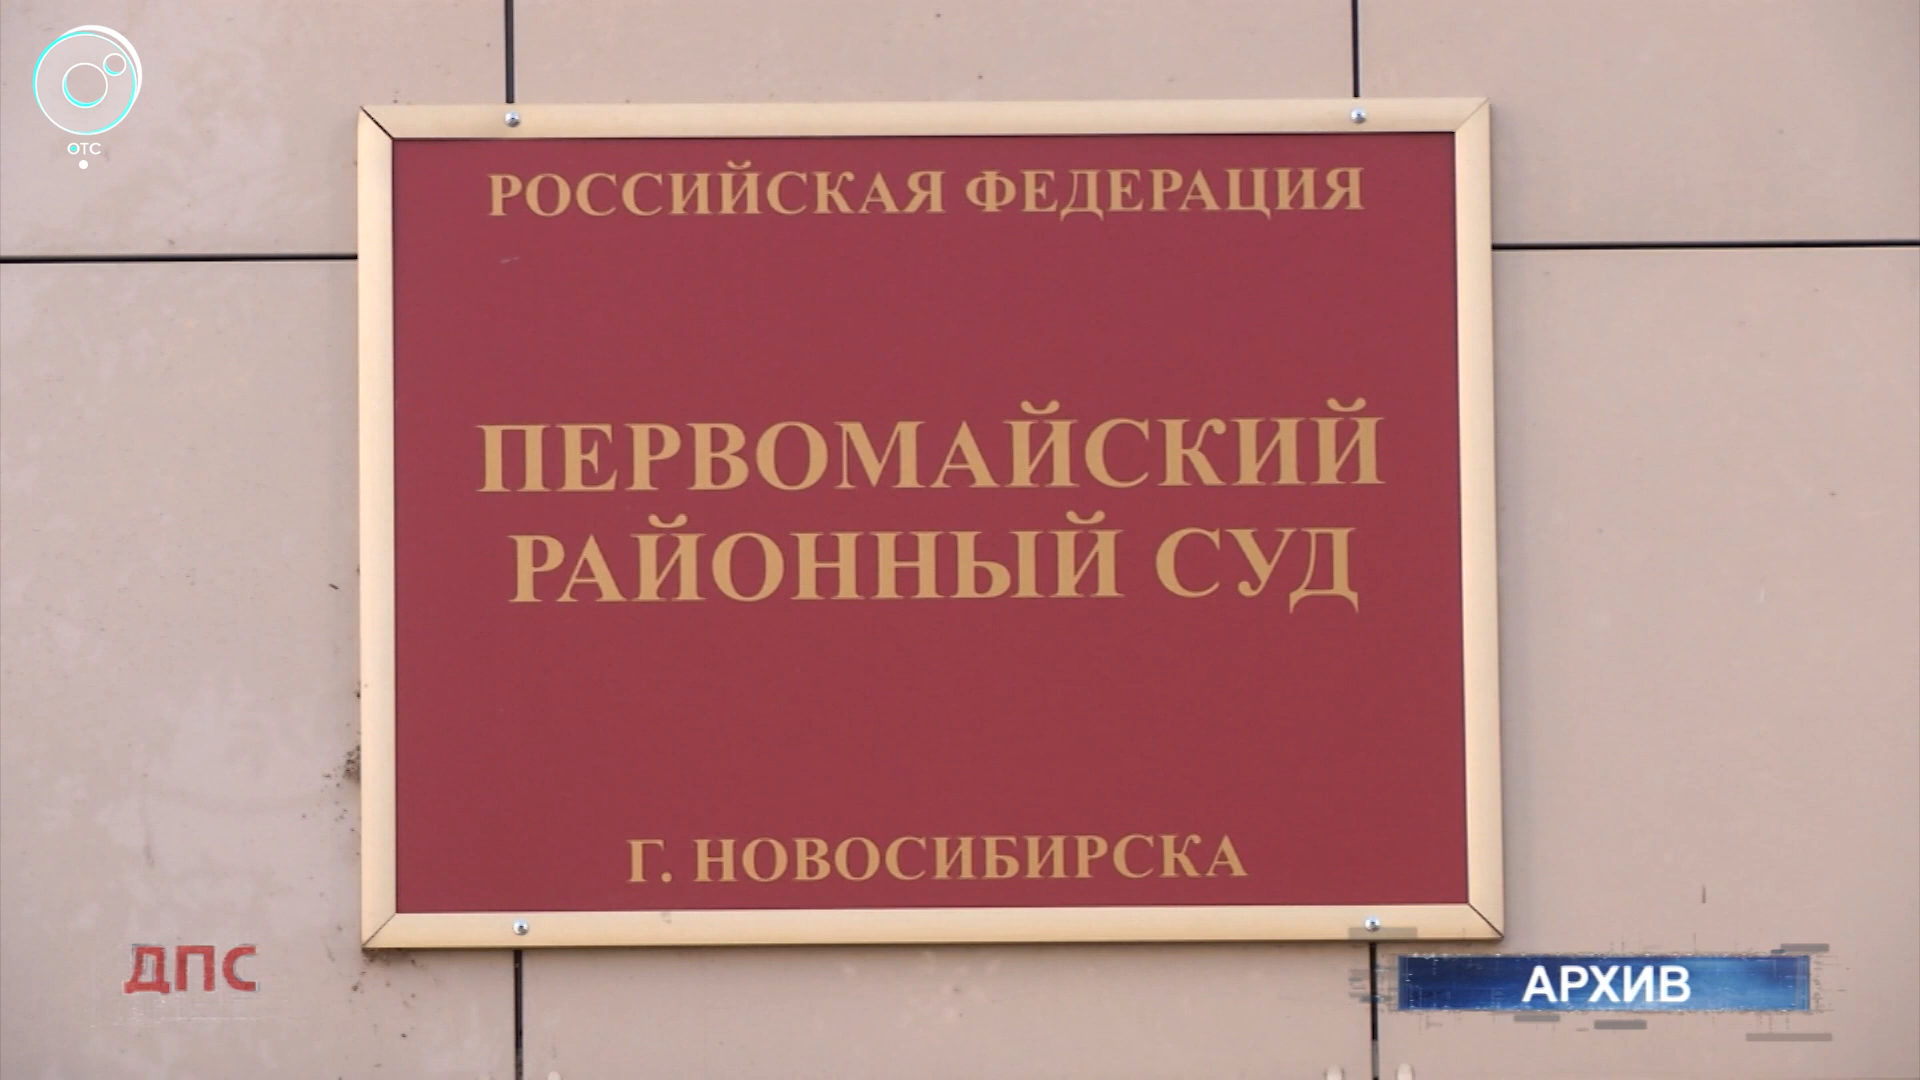 ОТС
РОССИЙСКАЯ ФЕДЕРАЦИЯ
ПЕРВОМАЙСКИЙ
РАЙОННЫЙ СУД
Г. НОВОСИБИРСКА
ДПС
АРХИВ